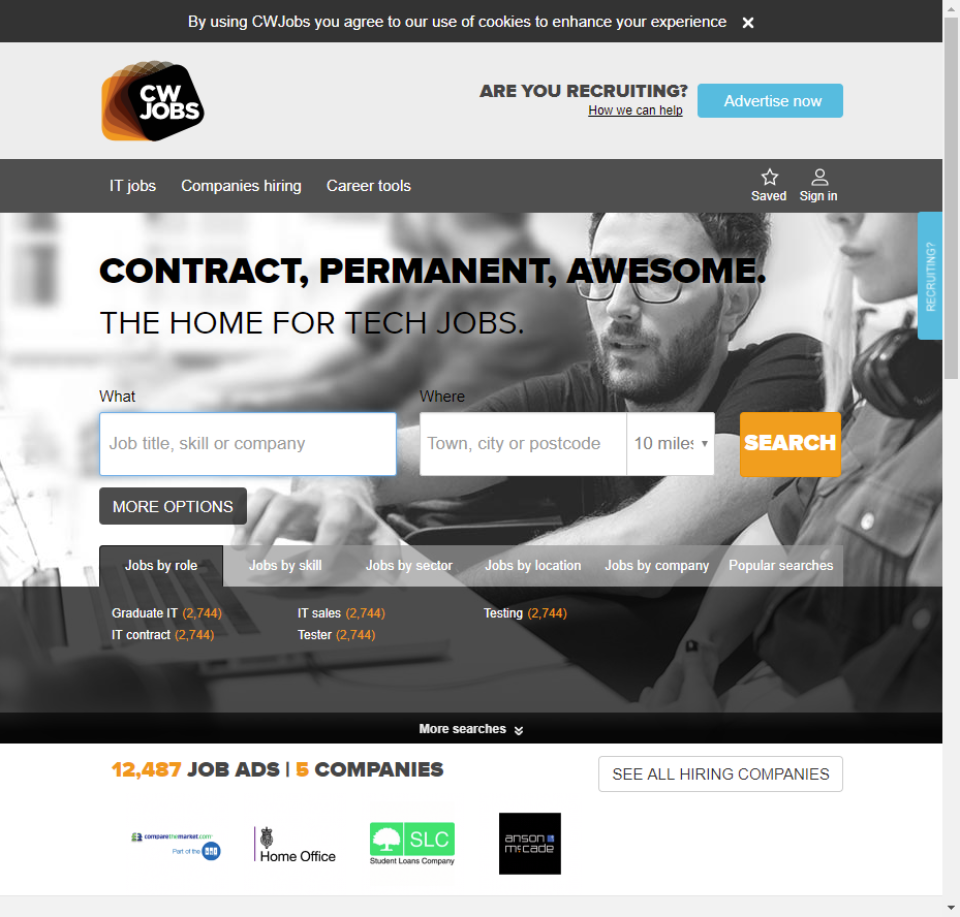 By using CWJobs you agree to our use of cookies to enhance your experience ×
CW
JOBS
ARE YOU RECRUITING?
How we can help
Advertise now
IT jobs Companies hiring Career tools
Saved Sign in
RECRUITING?
CONTRACT, PERMANENT, AWESOME.
THE HOME FOR TECH JOBS.
What Where
Job title, skill or company Town, city or postcode 10 miles SEARCH
MORE OPTIONS
Jobs by role Jobs by skill Jobs by sector Jobs by location Jobs by company Popular searches
Graduate IT (2,744) IT sales (2,744) Testing (2,744)
IT contract (2,744) Tester (2,744)
More searches
12,487 JOB ADS | 5 COMPANIES SEE ALL HIRING COMPANIES
comparethemarket.com
Part of the
Home Office
SLC
Student Loans Company
anson
mccade